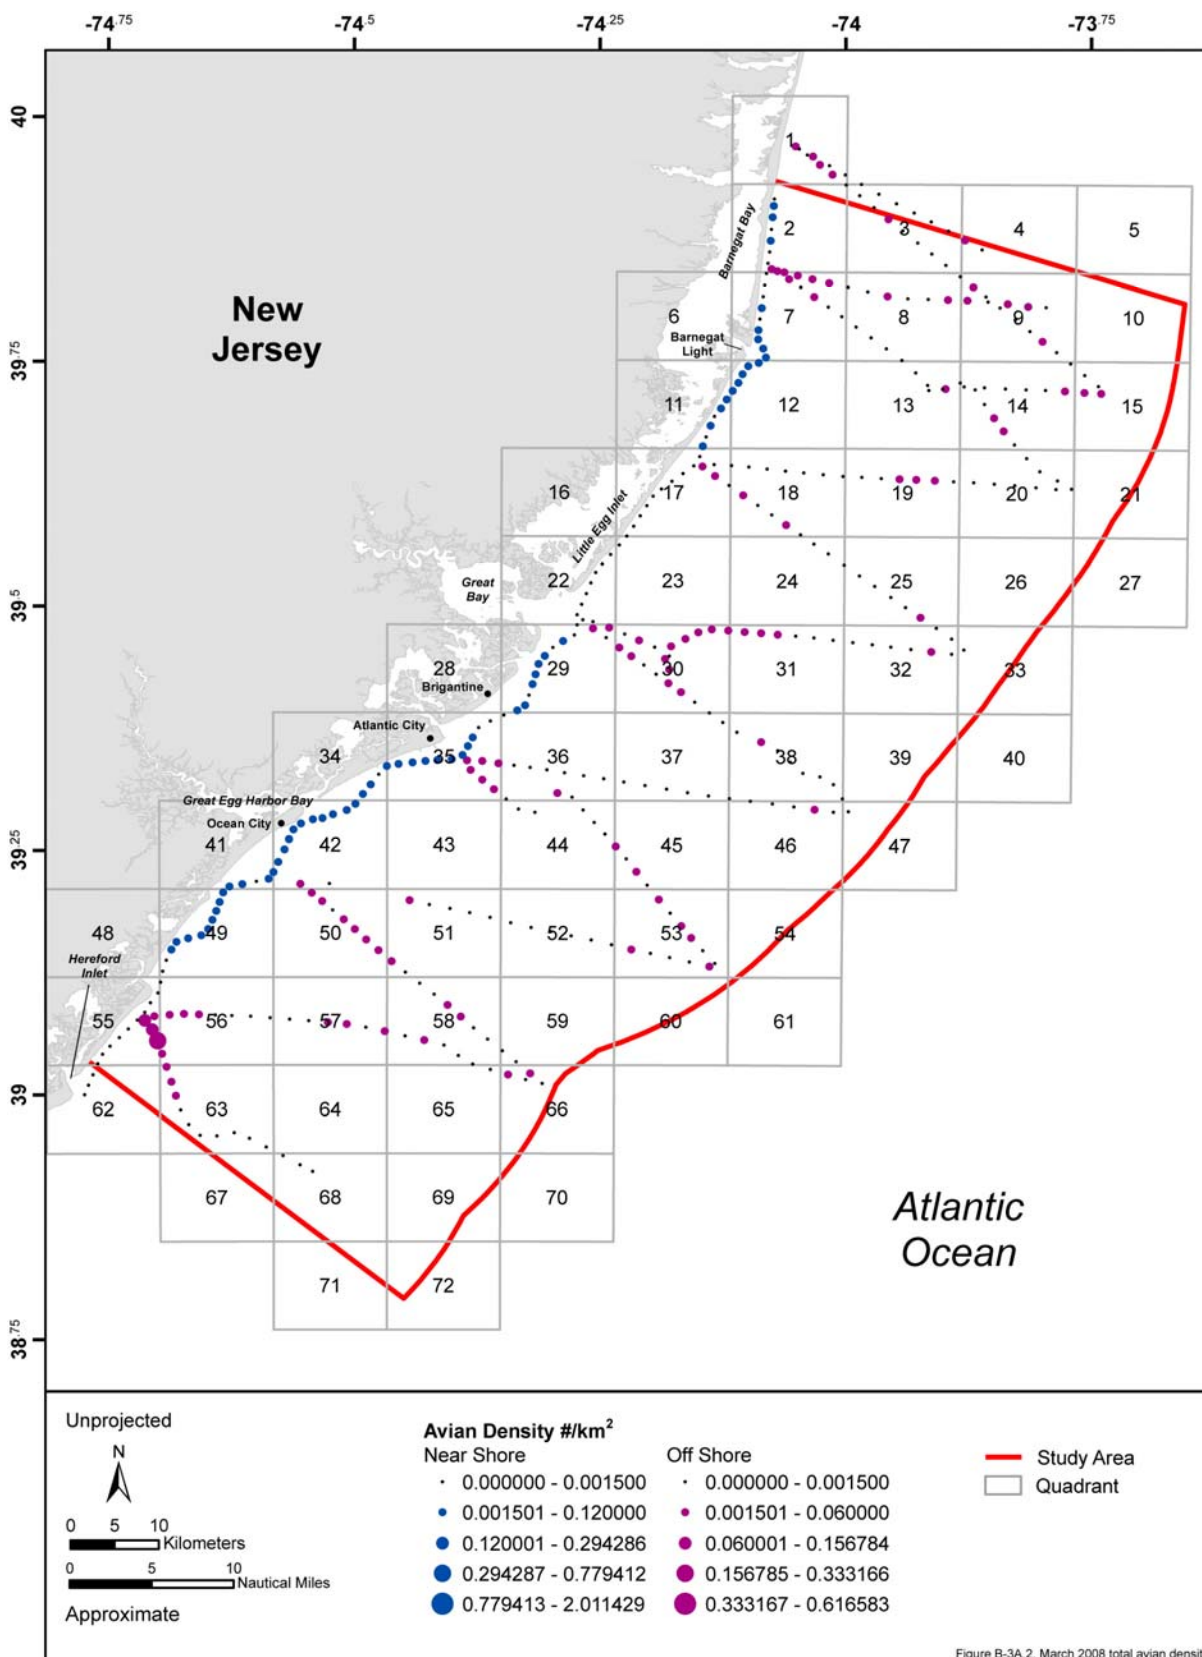 -74.75 -74.5 -74.25 -74 -73.75
40
39.75
39.5
39.25
39
38.75
1
2 3 4 5
Barnegat Bay
New
Jersey
6 7 8 9 10
Barnegat
Light
11 12 13 14 15
16 17 18 19 20 21
Little Egg Inlet
Great
Bay
22 23 24 25 26 27
28 29 30 31 32 33
Brigantine
Atlantic City
34 35 36 37 38 39 40
Great Egg Harbor Bay
Ocean City
41 42 43 44 45 46 47
48 49 50 51 52 53 54
Hereford
Inlet
55 56 57 58 59 60 61
62 63 64 65 66
67 68 69 70
Atlantic
Ocean
71 72
Unprojected
N
0 5 10
Kilometers
0 5 10
Nautical Miles
Approximate
Avian Density #/km2
Near Shore
0.000000 - 0.001500
0.001501 - 0.120000
0.120001 - 0.294286
0.294287 - 0.779412
0.779413 - 2.011429
Off Shore
0.000000 - 0.001500
0.001501 - 0.060000
0.060001 - 0.156784
0.156785 - 0.333166
0.333167 - 0.616583
Study Area
Quadrant
Figure B-3A.2. March 2008 total avian densit